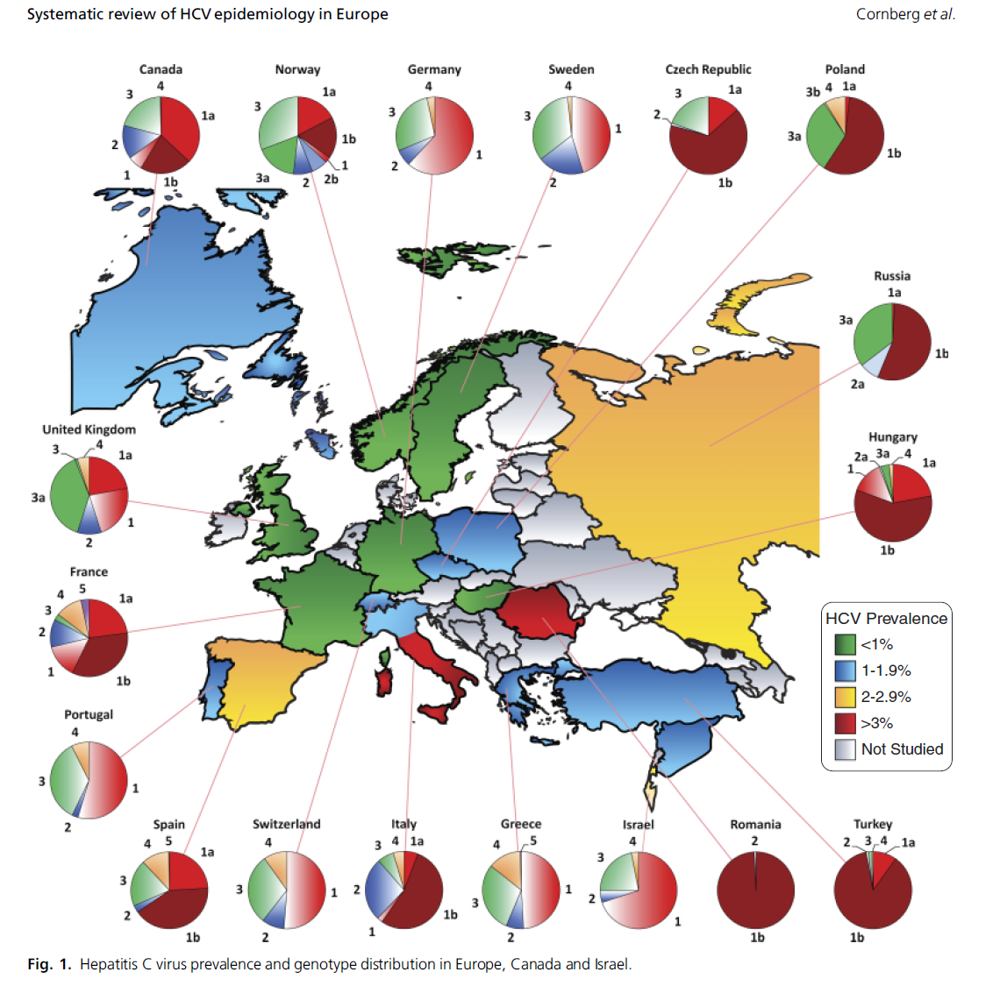 Systematic review of HCV epidemiology in Europe
Cornberg et al.
Canada
4
3
1a
2
1
1b
Norway
1a
3
1b
1
3a
2
2b
Germany
4
3
2
1
Sweden
4
3
1
2
Czech Republic
3
1a
2
1b
Poland
3b 4 1a
3a
1b
Russia
1a
3a
1b
2a
United Kingdom
3
4
1a
3a
1
2
Hungary
2a 3a 4
1
1a
1b
France
5
4
1a
3
2
1
1b
HCV Prevalence
<1%
1-1.9%
2-2.9%
>3%
Not Studied
Portugal
4
3
1
2
Spain
4 5
1a
3
2
1b
Switzerland
4
3
1
2
Italy
3 4 1a
2
1b
1
Greece
4
5
1
3
2
Israel
4
3
2
1
Romania
2
1b
Turkey
2 3 4 1a
1b
Fig. 1. Hepatitis C virus prevalence and genotype distribution in Europe, Canada and Israel.